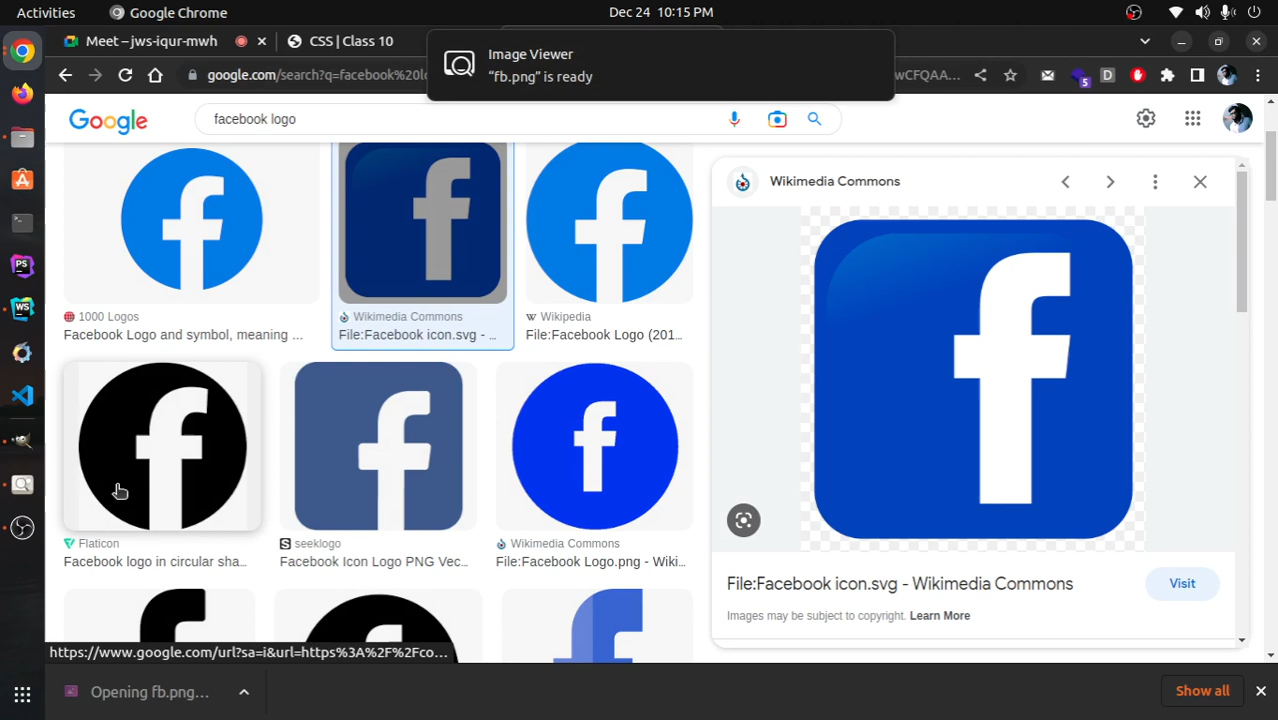 Activities
Google Chrome
Dec 24 10:15 PM
Meet – jws-iqur-mwh
CSS | Class 10
google.com/search?q=facebook%20lo
wCFQAA...
5
D
Image Viewer
"fb.png" is ready
Google
facebook logo
1000 Logos
Facebook Logo and symbol, meaning ...
Wikimedia Commons
File:Facebook icon.svg - ...
W Wikipedia
File:Facebook Logo (201...
Wikimedia Commons
Flaticon
Facebook logo in circular sha...
S seeklogo
Facebook Icon Logo PNG Vec...
Wikimedia Commons
File:Facebook Logo.png - Wiki...
File:Facebook icon.svg - Wikimedia Commons
Visit
Images may be subject to copyright. Learn More
https://www.google.com/url?sa=i&url=https%3A%2F%2Fco...
PS
WS
Opening fb.png...
Show all